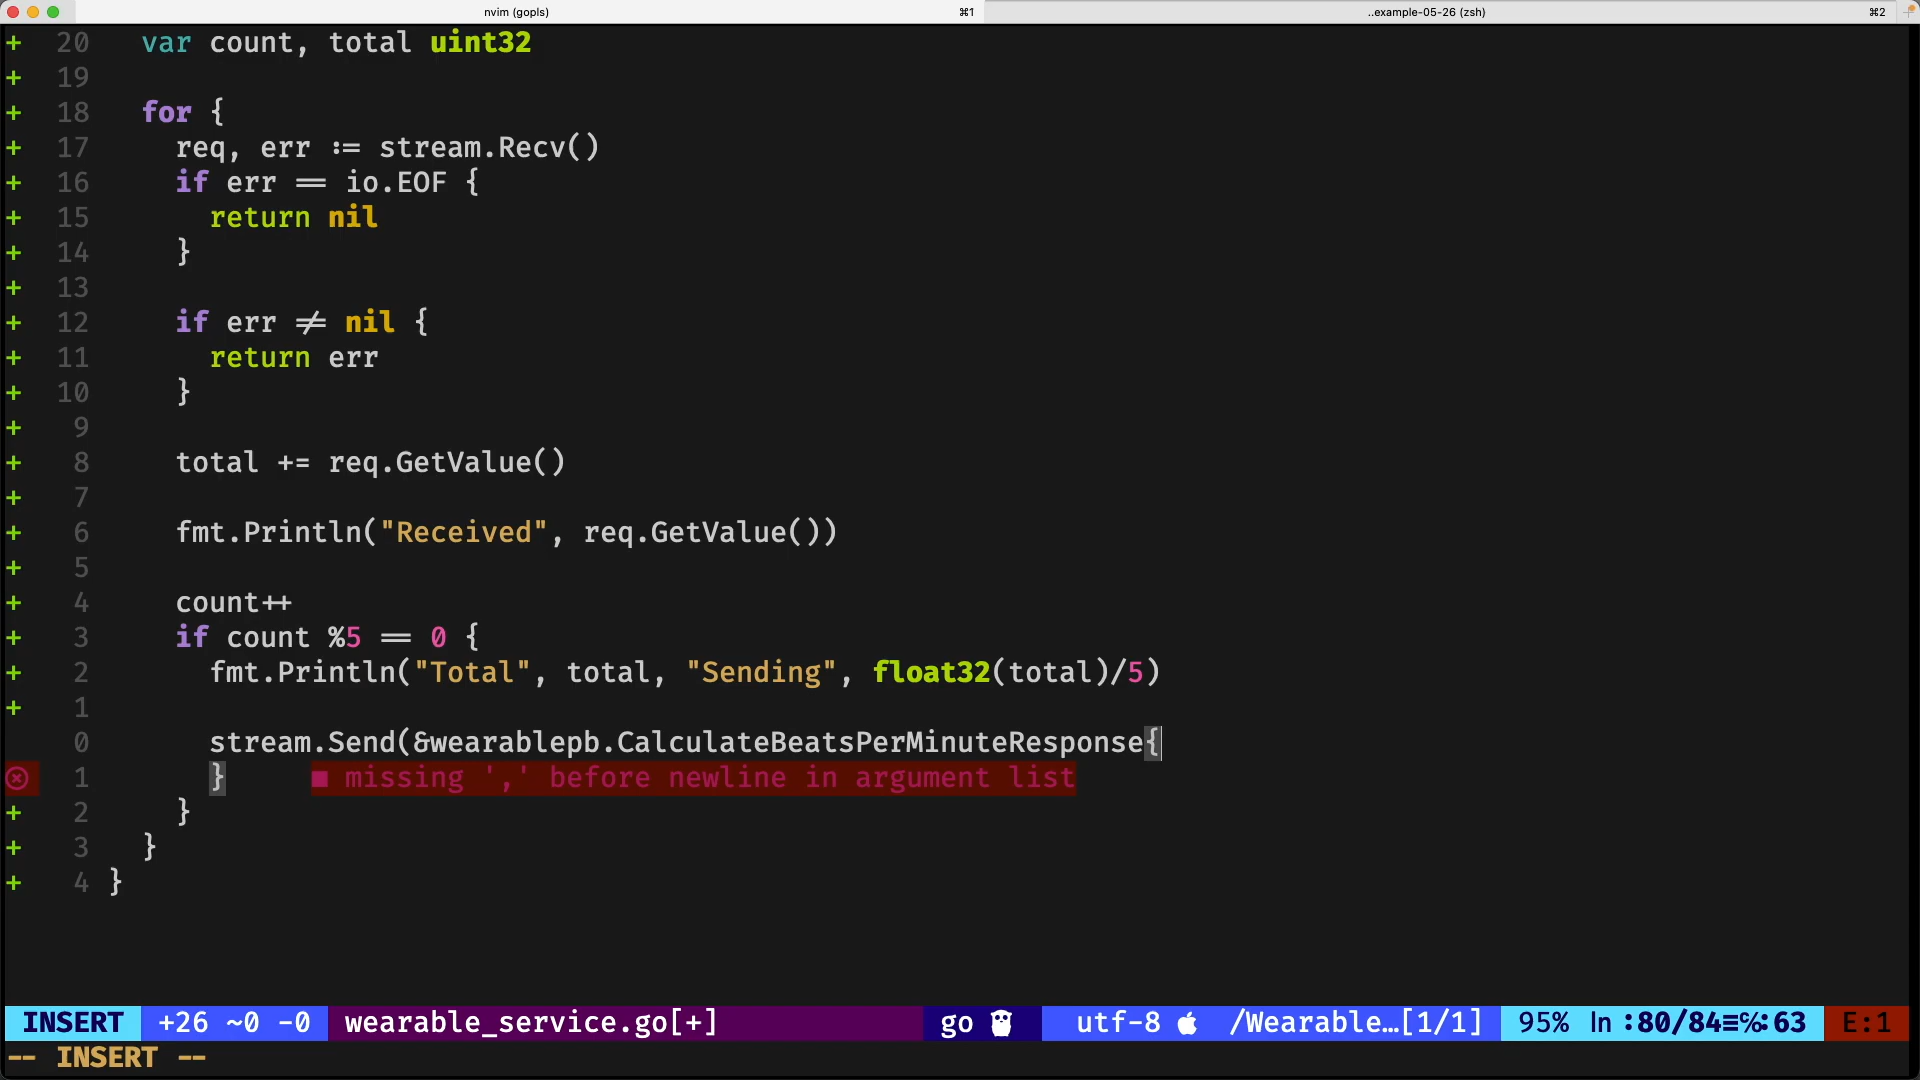 nvim (gopls) ⌘1 ..example-05-26 (zsh) ⌘2
+ 20 var count, total uint32
+ 19
+ 18 for {
+ 17 req, err := stream.Recv()
+ 16 if err == io.EOF {
+ 15 return nil
+ 14 }
+ 13
+ 12 if err != nil {
+ 11 return err
+ 10 }
+ 9
+ 8 total += req.GetValue()
+ 7
+ 6 fmt.Println("Received", req.GetValue())
+ 5
+ 4 count++
+ 3 if count %5 == 0 {
+ 2 fmt.Println("Total", total, "Sending", float32(total)/5)
+ 1
0 stream.Send(&wearablepb.CalculateBeatsPerMinuteResponse{
1 } ■ missing ',' before newline in argument list
+ 2 }
+ 3 }
+ 4 }
INSERT +26 ~0 -0 wearable_service.go[+] go utf-8 /Wearable…[1/1] 95% ln :80/84≡℅:63 E:1
-- INSERT --